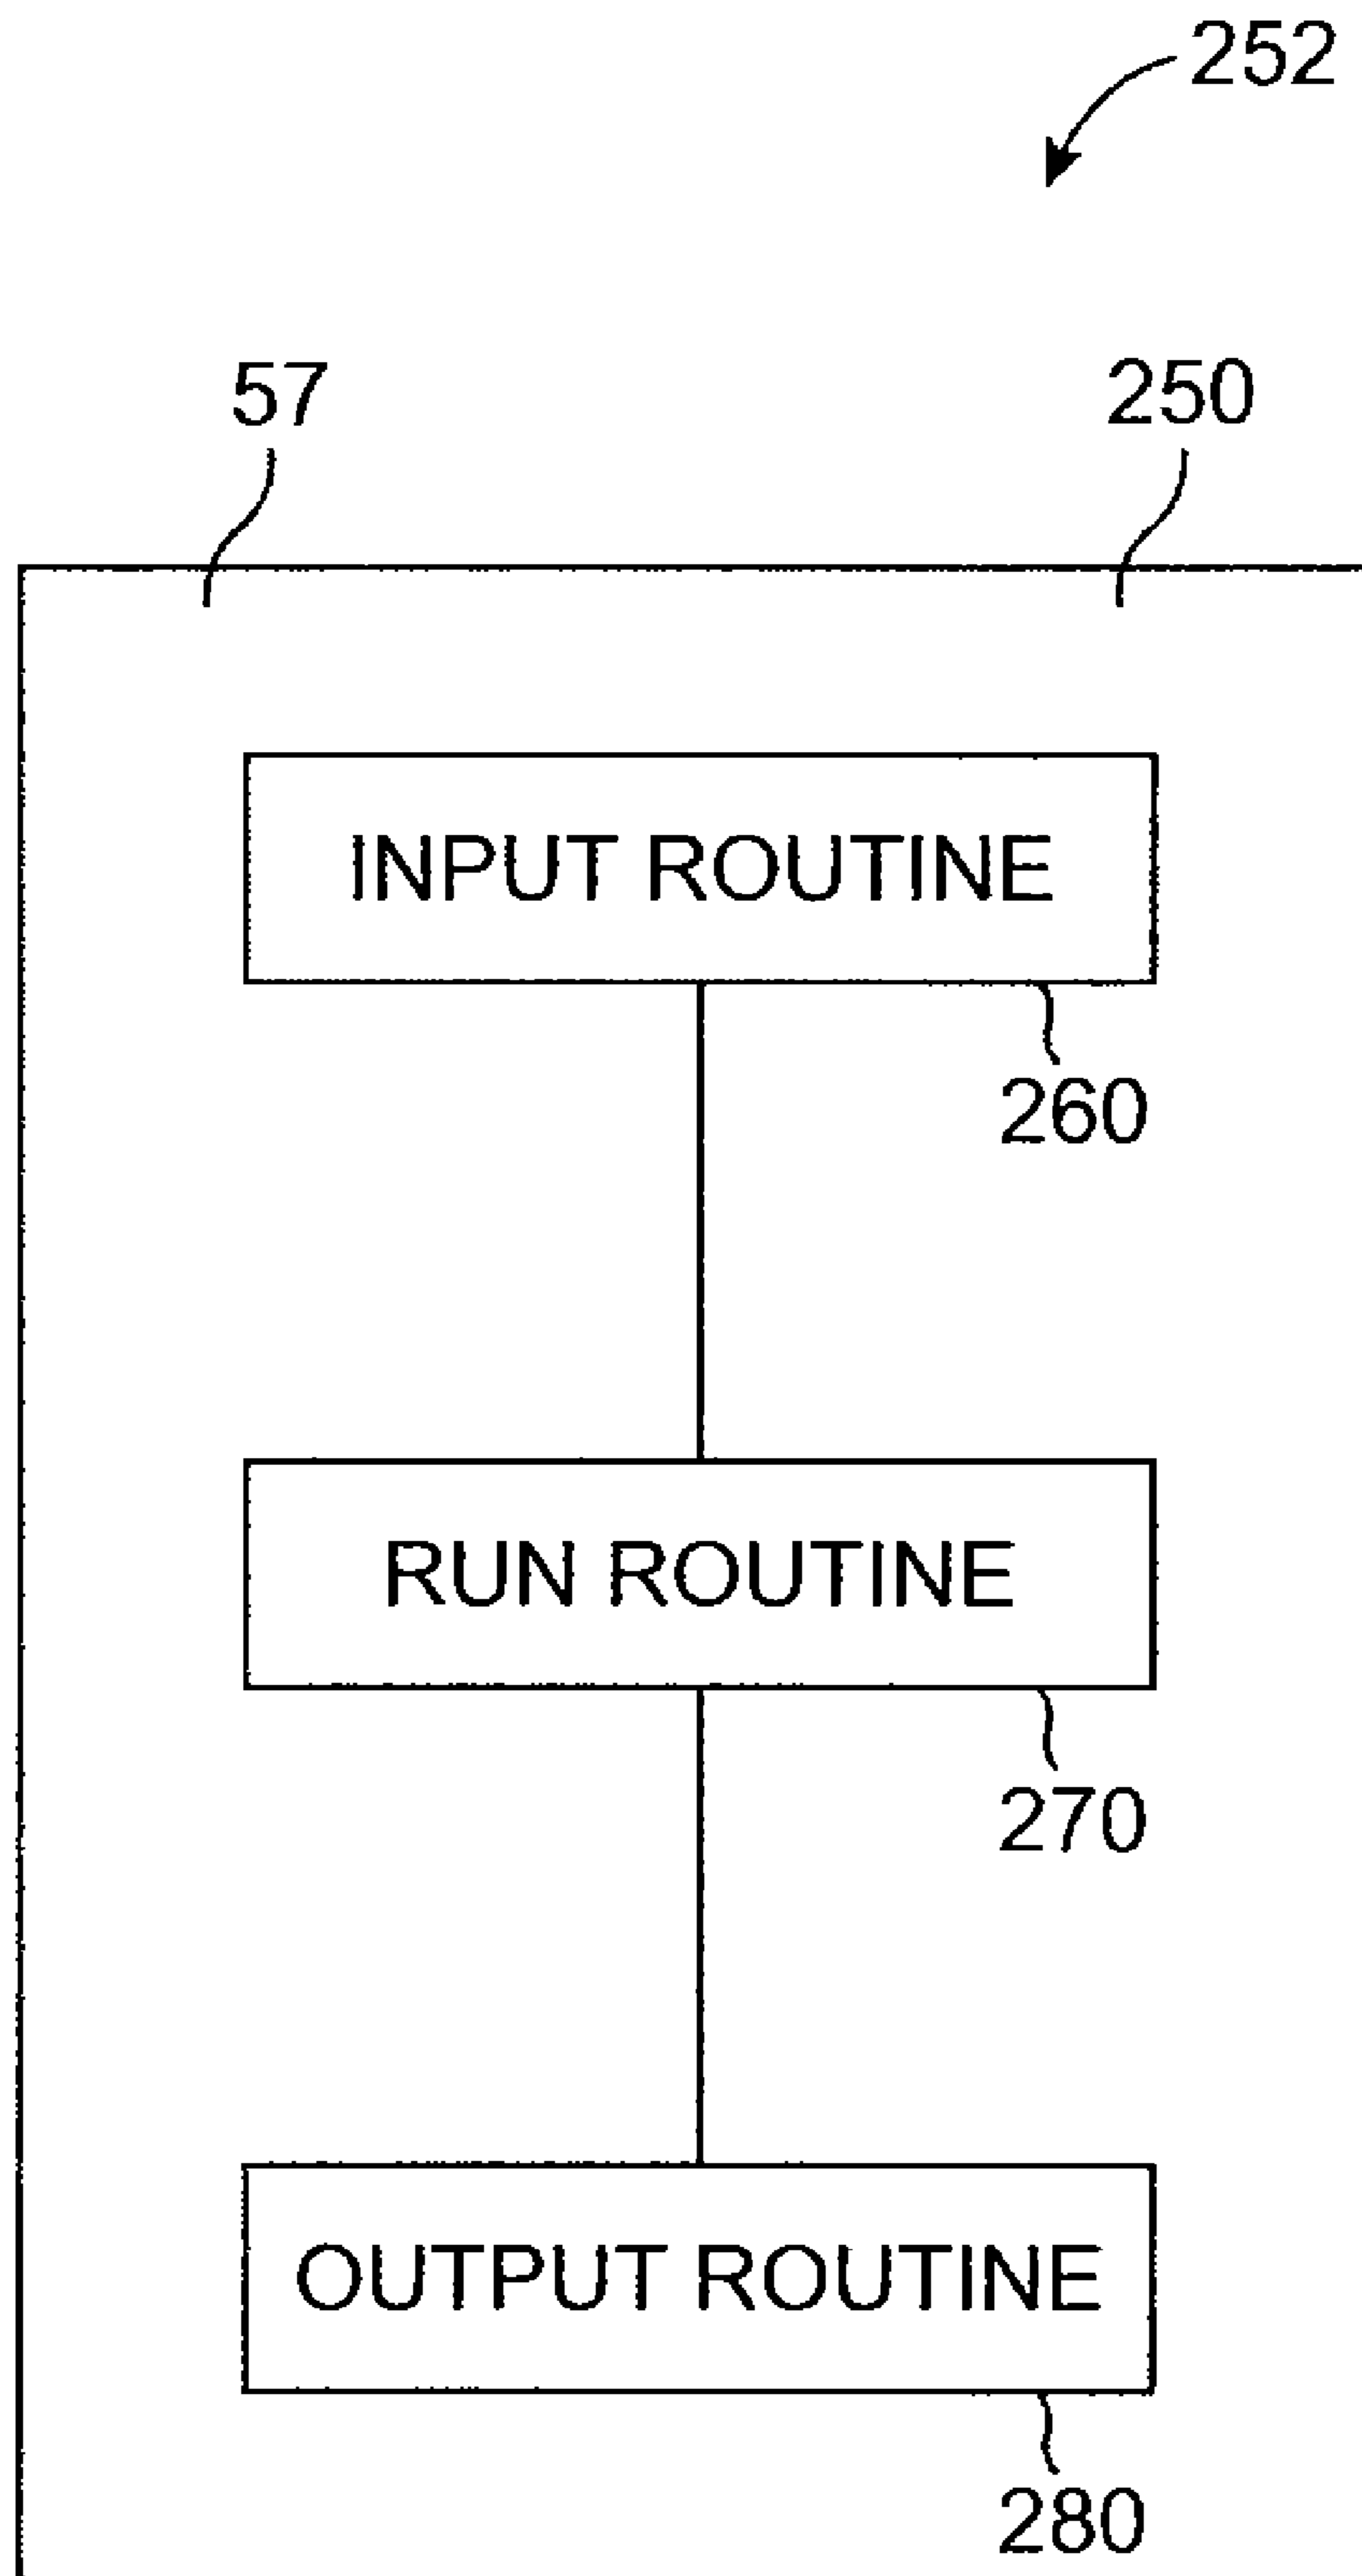 252
57
250
INPUT ROUTINE
260
RUN ROUTINE
270
OUTPUT ROUTINE
280